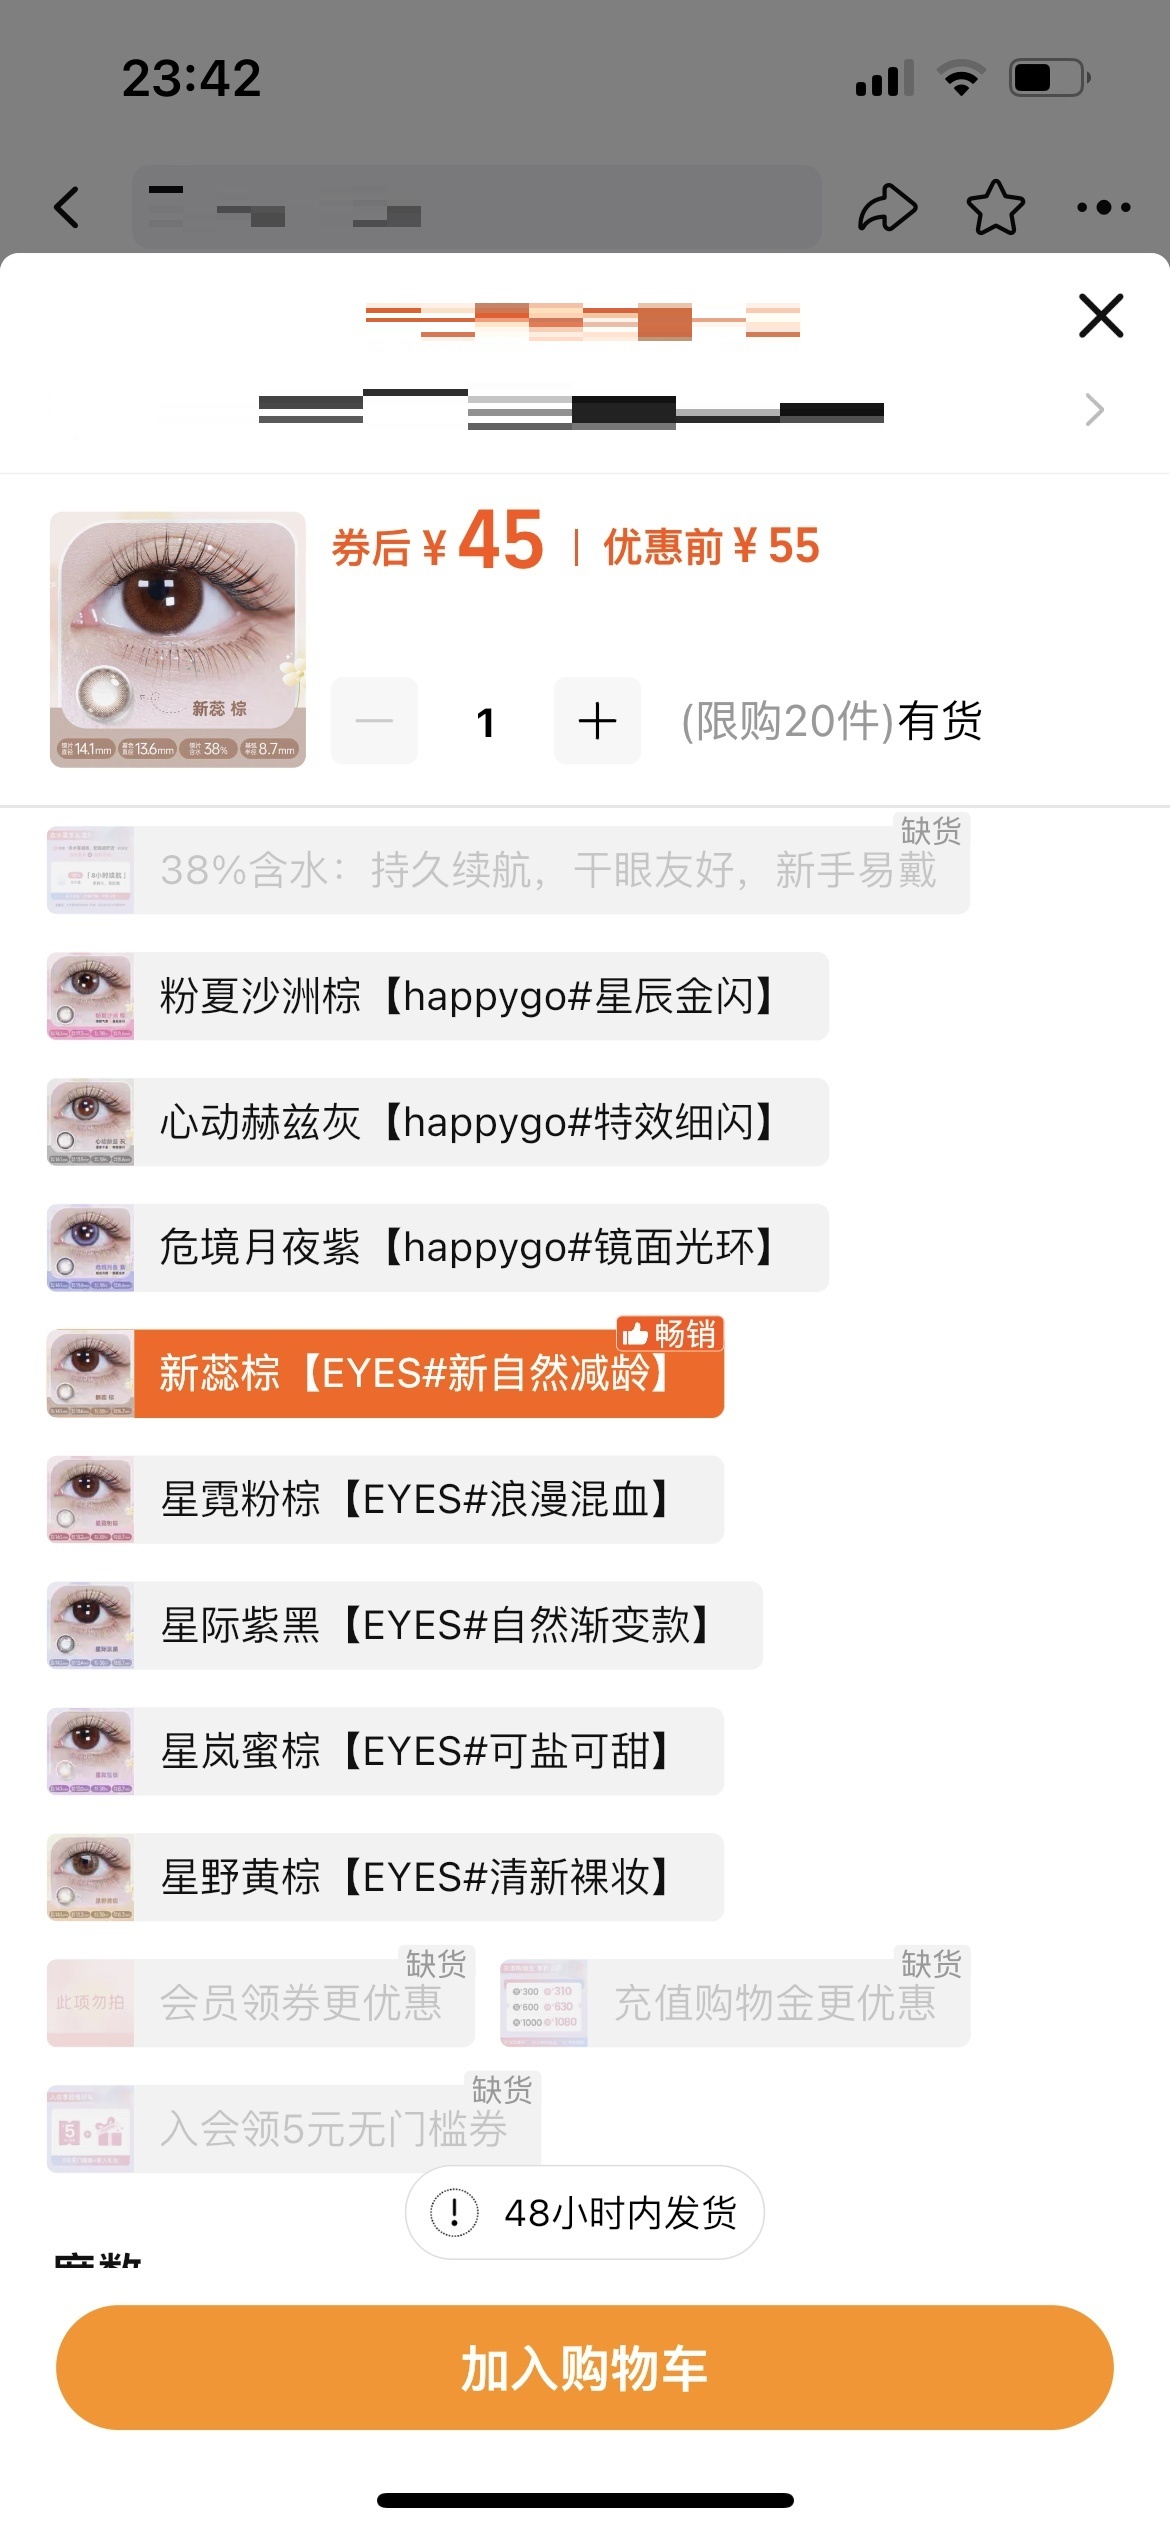 23:42
券后 ¥ 45 | 优惠前 ¥ 55
新蕊 棕
14.1mm 13.6mm 38% 8.7mm
1
(限购20件)有货
缺货
38%含水：持久续航，干眼友好，新手易戴
粉夏沙洲棕【happygo#星辰金闪】
心动赫兹灰【happygo#特效细闪】
危境月夜紫【happygo#镜面光环】
畅销
新蕊棕【EYES#新自然减龄】
星霓粉棕【EYES#浪漫混血】
星际紫黑【EYES#自然渐变款】
星岚蜜棕【EYES#可盐可甜】
星野黄棕【EYES#清新裸妆】
缺货
此项勿拍
会员领券更优惠
缺货
300 310
600 630
1000 1080
充值购物金更优惠
缺货
5
入会领5元无门槛券
48小时内发货
度数
加入购物车